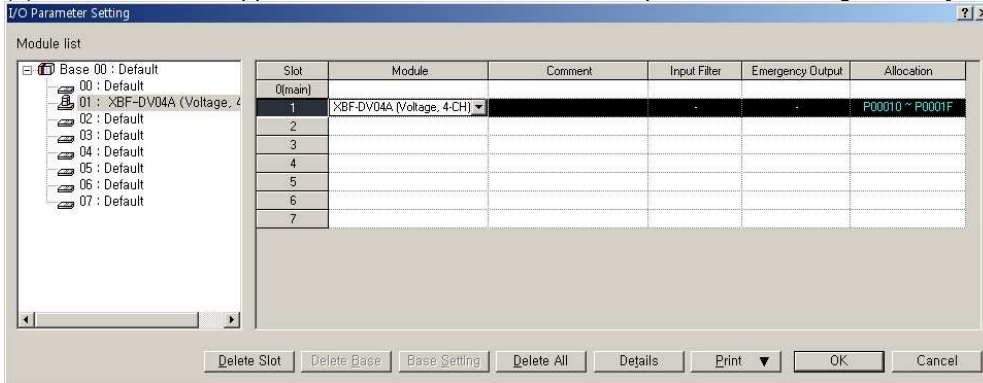 I/O Parameter Setting
Module list
Base 00 : Default
00 : Default
01 : XBF-DV04A (Voltage, 4
02 : Default
03 : Default
04 : Default
05 : Default
06 : Default
07 : Default
Slot Module Comment Input Filter Emergency Output Allocation
0(main)
1 XBF-DV04A (Voltage, 4-CH) - - P00010 ~ P0001F
2
3
4
5
6
7
Delete Slot Delete Base Base Setting Delete All Details Print ▼ OK Cancel